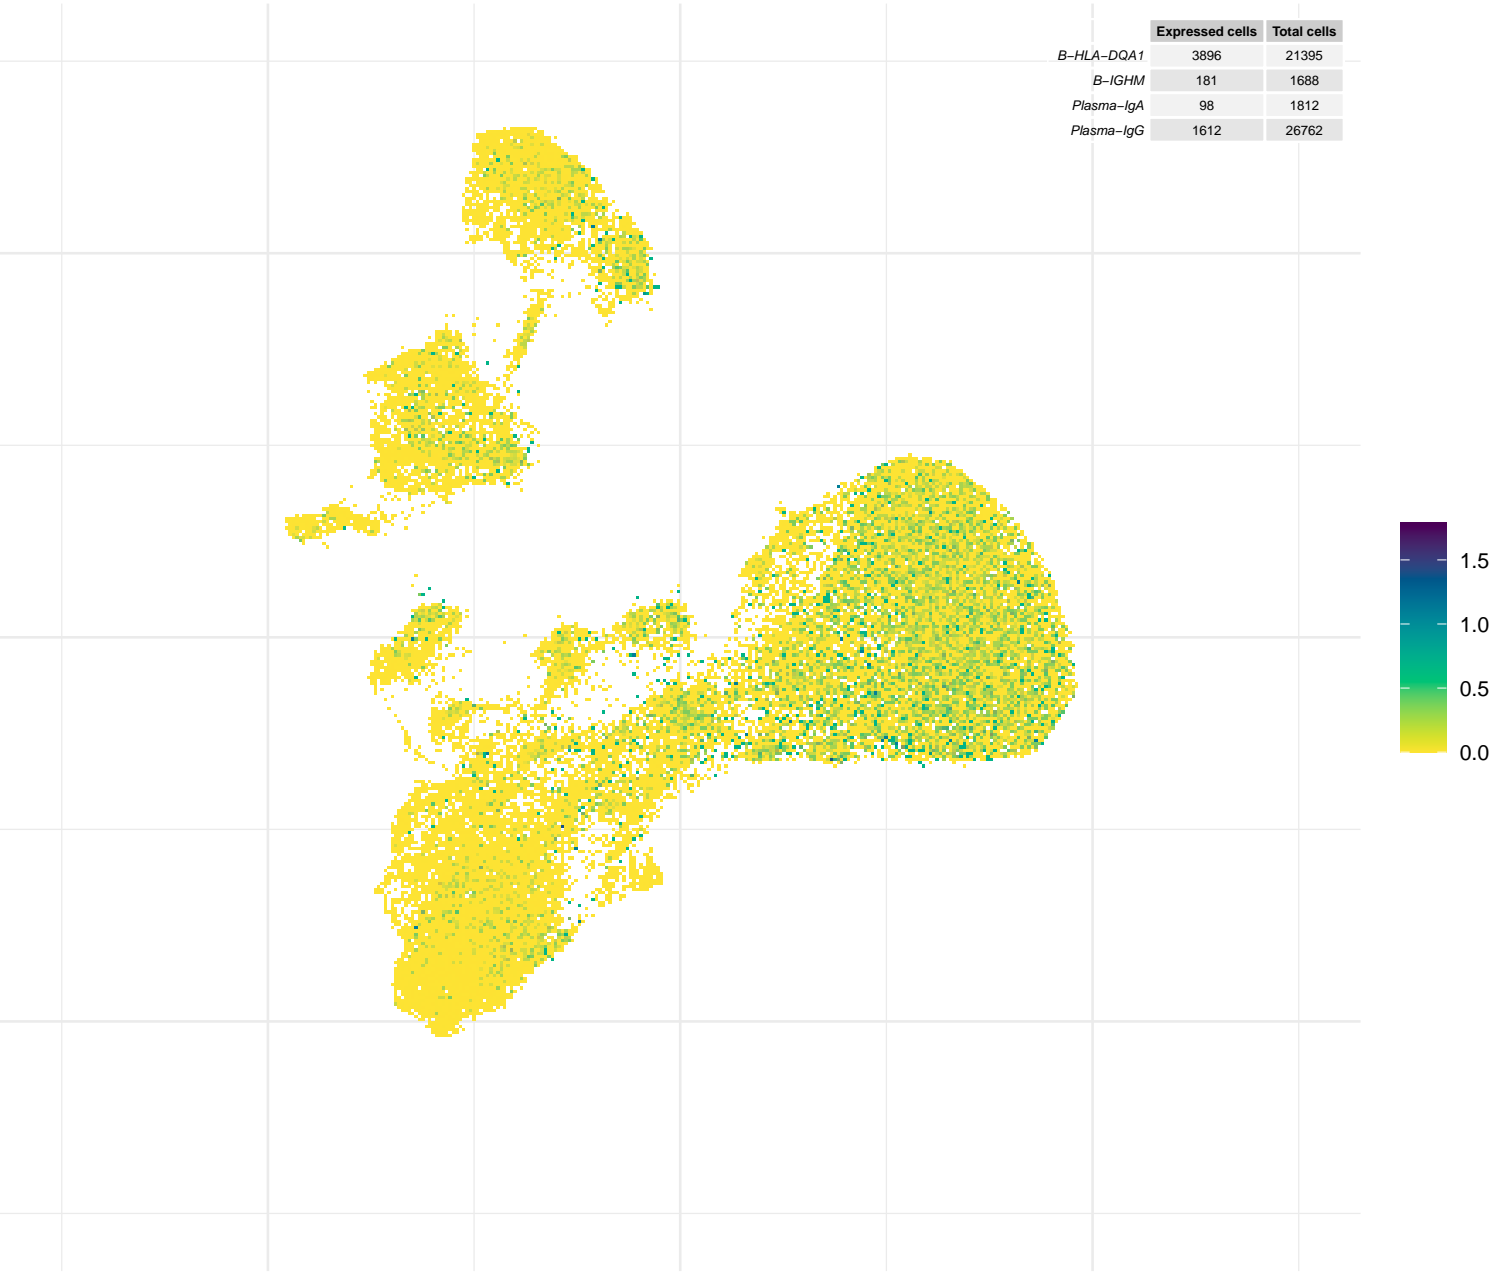 Expressed cells Total cells
B−HLA−DQA1 3896 21395
B−IGHM 181 1688
Plasma−IgA 98 1812
Plasma−IgG 1612 26762
1.5
1.0
0.5
0.0